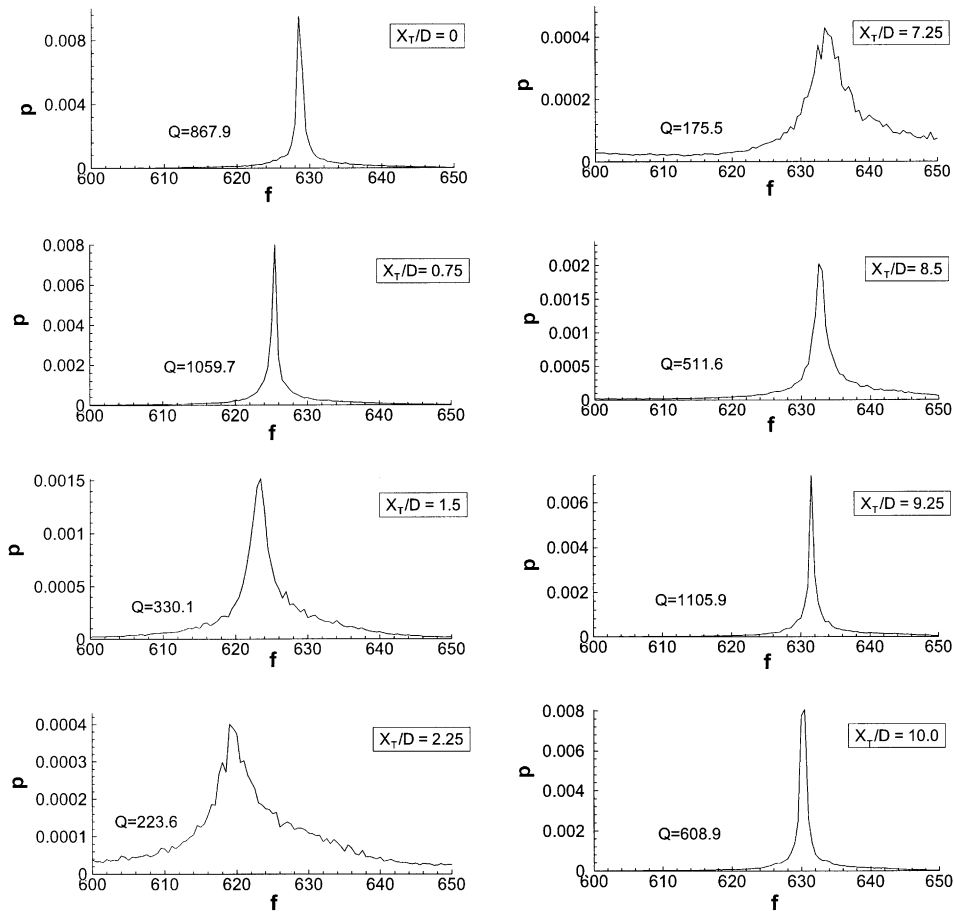 0.008
0.004
0
p
X_T/D = 0
Q=867.9
600 610 620 630 640 650
f
0.0004
0.0002
0
p
X_T/D = 7.25
Q=175.5
600 610 620 630 640 650
f
0.008
0.006
0.004
0.002
0
p
X_T/D = 0.75
Q=1059.7
600 610 620 630 640 650
f
0.002
0.0015
0.001
0.0005
0
p
X_T/D= 8.5
Q=511.6
600 610 620 630 640 650
f
0.0015
0.001
0.0005
0
p
X_T/D = 1.5
Q=330.1
600 610 620 630 640 650
f
0.006
0.004
0.002
0
p
X_T/D = 9.25
Q=1105.9
600 610 620 630 640 650
f
0.0004
0.0003
0.0002
0.0001
0
p
X_T/D = 2.25
Q=223.6
600 610 620 630 640 650
f
0.008
0.006
0.004
0.002
0
p
X_T/D = 10.0
Q=608.9
600 610 620 630 640 650
f